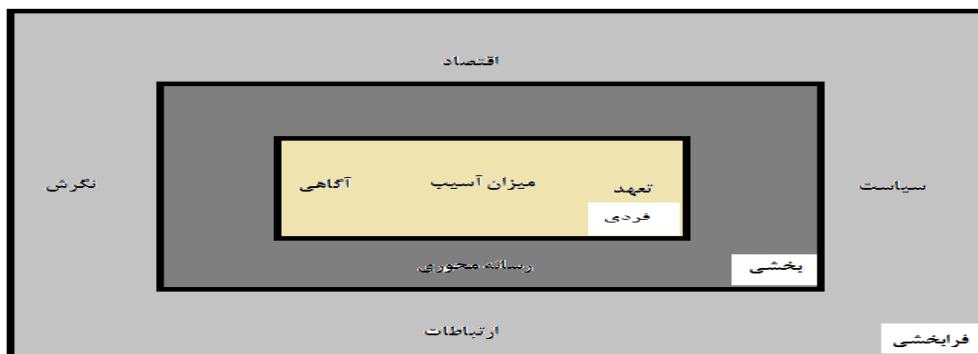 اقتصاد
سیاست
نگرش
تعهد
میزان آسیب
آگاهی
فردی
رسانه محوری
بخشی
ارتباطات
فرابخشی